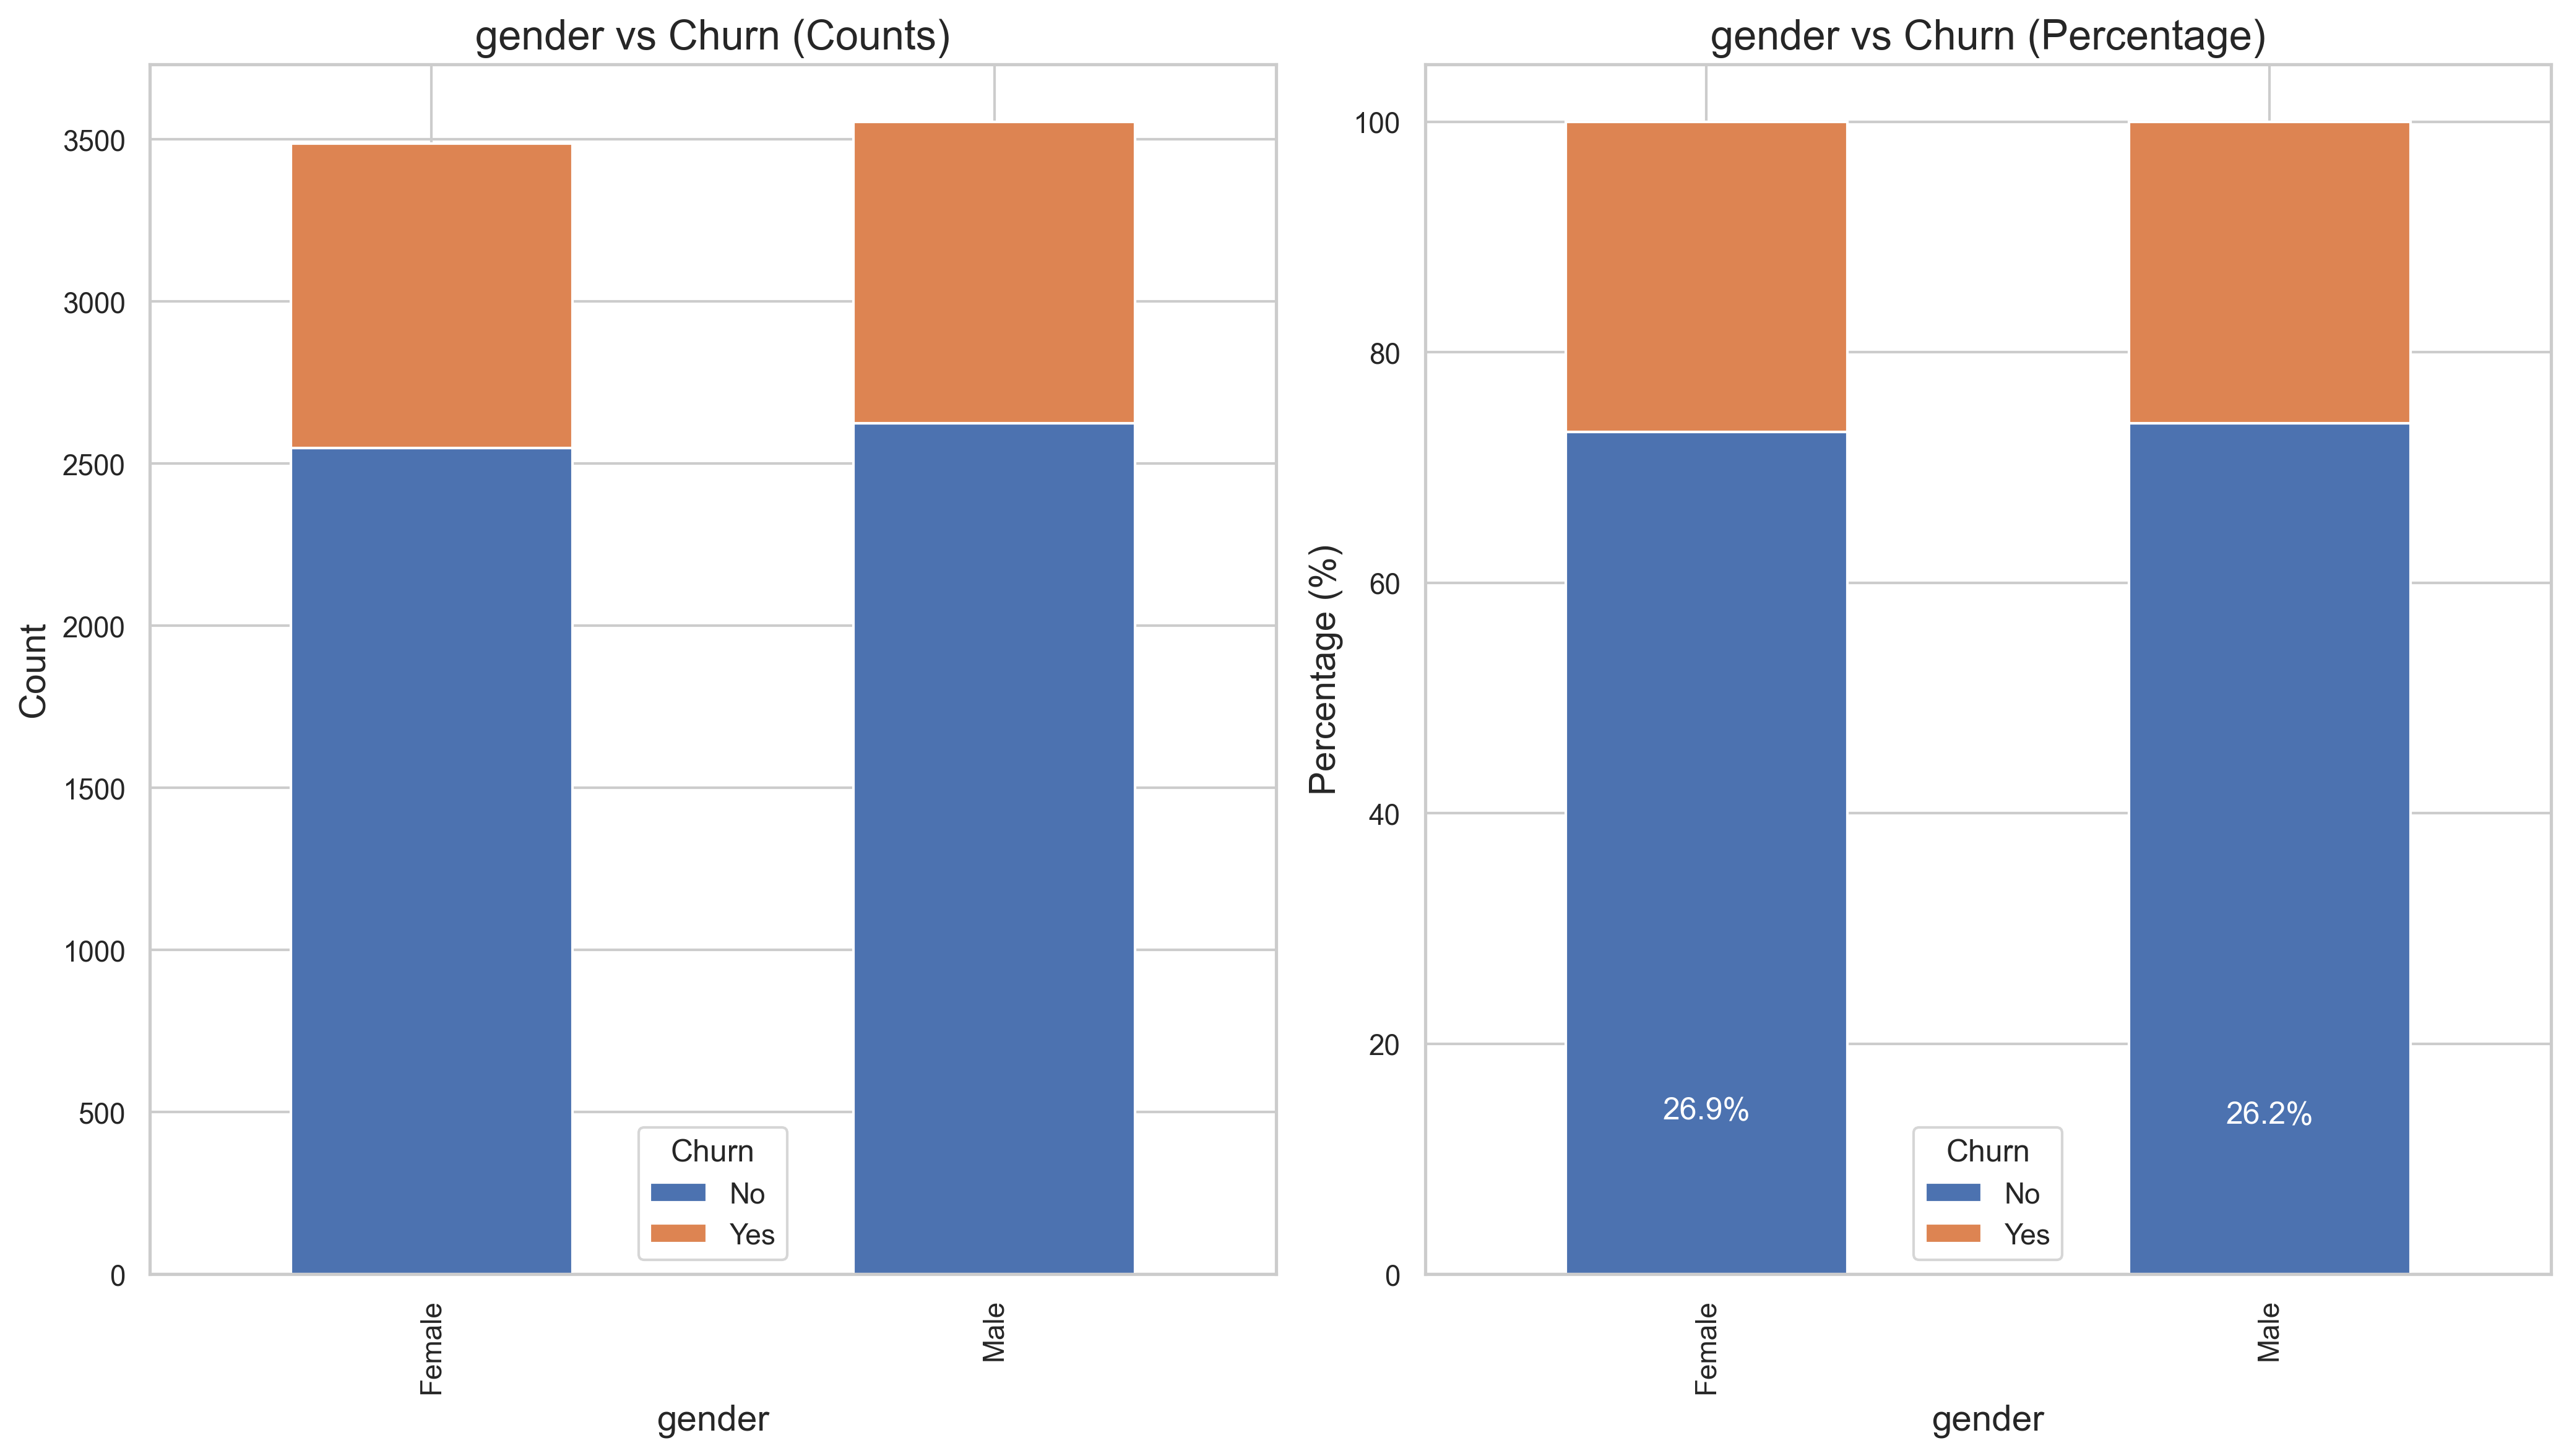 gender vs Churn (Counts)
3500
3000
2500
2000
1500
1000
500
0
Count
Churn
No
Yes
Female
Male
gender
gender vs Churn (Percentage)
100
80
60
40
20
0
Percentage (%)
26.9%
26.2%
Churn
No
Yes
Female
Male
gender